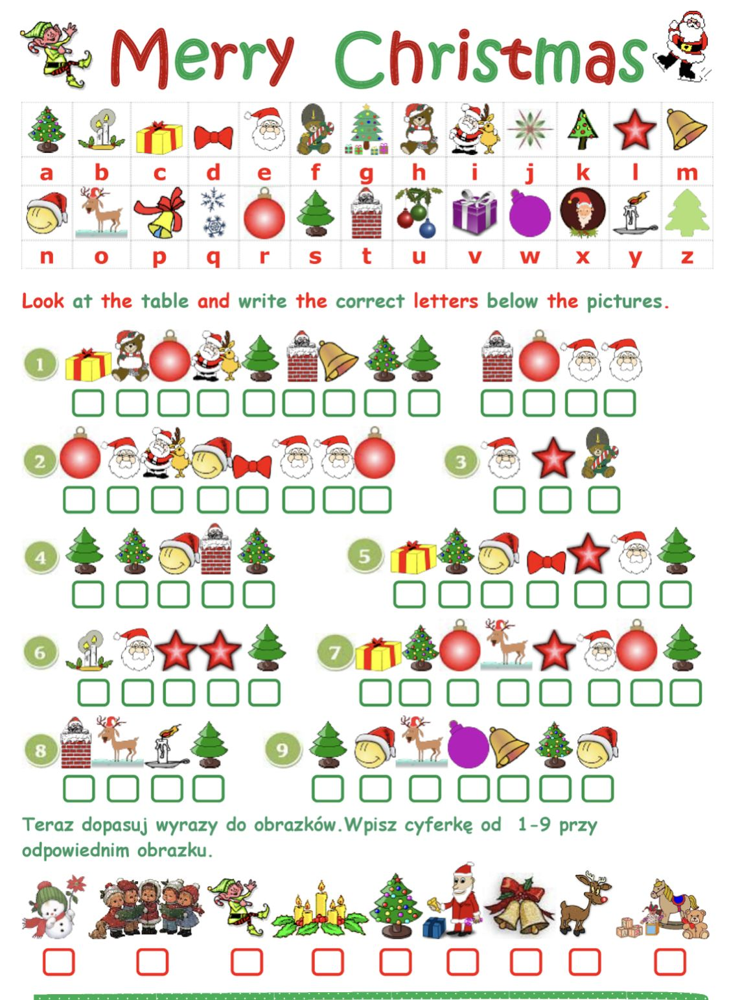 Merry Christmas
a b c d e f g h i j k l m
n o p q r s t u v w x y z
Look at the table and write the correct letters below the pictures.
1
2 3
4 5
6 7
8 9
Teraz dopasuj wyrazy do obrazków.Wpisz cyferkę od 1-9 przy
odpowiednim obrazku.